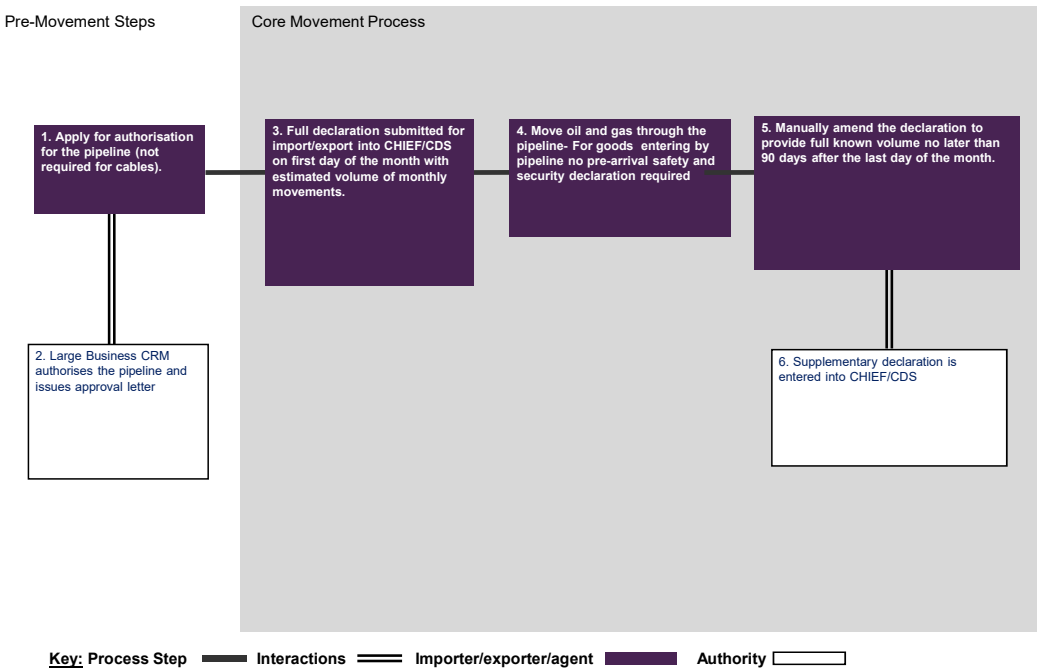 Pre-Movement Steps
Core Movement Process
1. Apply for authorisation
for the pipeline (not
required for cables).
3. Full declaration submitted for
import/export into CHIEF/CDS
on first day of the month with
estimated volume of monthly
movements.
4. Move oil and gas through the
pipeline- For goods entering by
pipeline no pre-arrival safety and
security declaration required
5. Manually amend the declaration to
provide full known volume no later than
90 days after the last day of the month.
2. Large Business CRM
authorises the pipeline and
issues approval letter
6. Supplementary declaration is
entered into CHIEF/CDS
Key: Process Step Interactions Importer/exporter/agent Authority